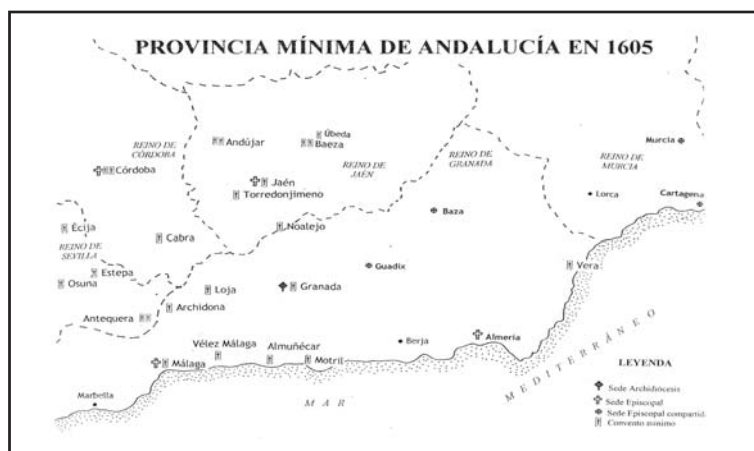 PROVINCIA MÍNIMA DE ANDALUCÍA EN 1605
Úbeda
Andújar
Baeza
Murcia
REINO DE
CÓRDOBA
REINO DE
GRANADA
REINO DE
MURCIA
REINO DE
JAÉN
Córdoba
Jaén
Torredonjimeno
Lorca
Cartagena
Baza
Écija
Cabra
Noalejo
REINO DE
SEVILLA
Guadix
Vera
Estepa
Osuna
Loja
Granada
Archidona
Antequera
Vélez Málaga
Almuñécar
Berja
Almería
Málaga
Motril
Marbella
MAR
MEDITERRÁNEO
LEYENDA
Sede Archidiócesis
Sede Episcopal
Sede Episcopal compartid.
Convento mínimo